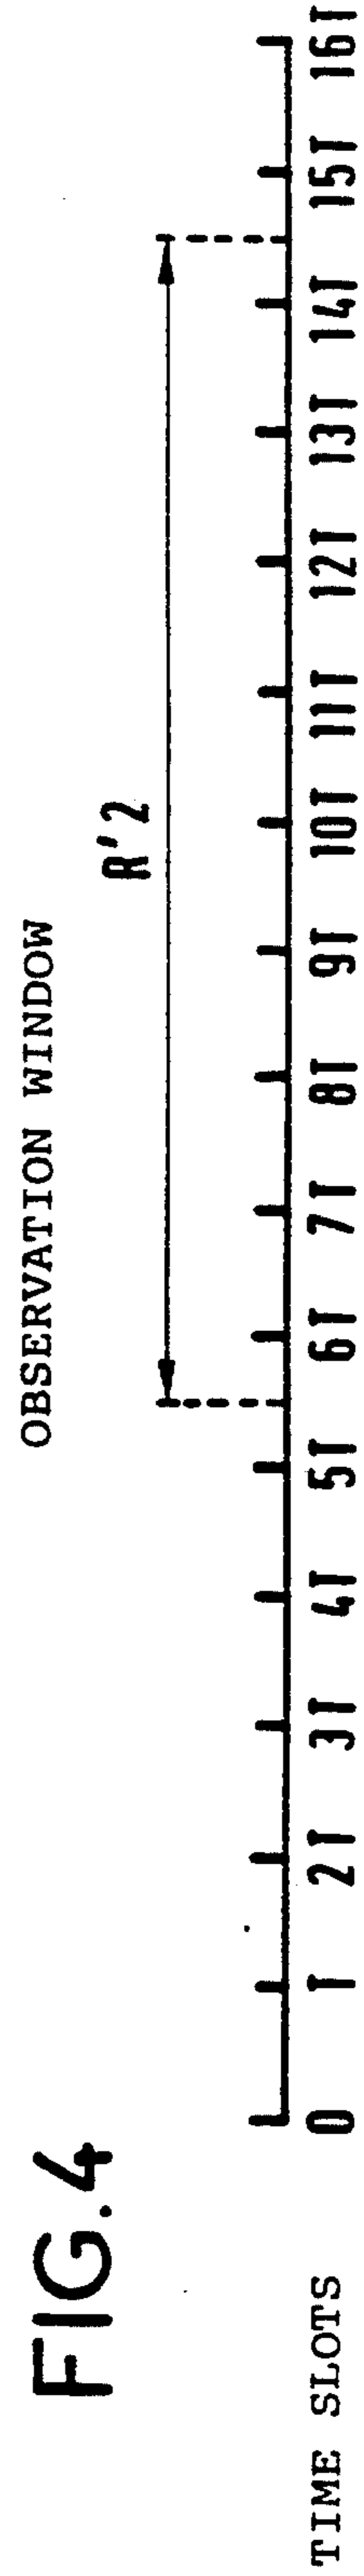 FIG.4
OBSERVATION WINDOW
R'2
TIME SLOTS 0 T 2T 3T 4T 5T 6T 7T 8T 9T 10T 11T 12T 13T 14T 15T 16T